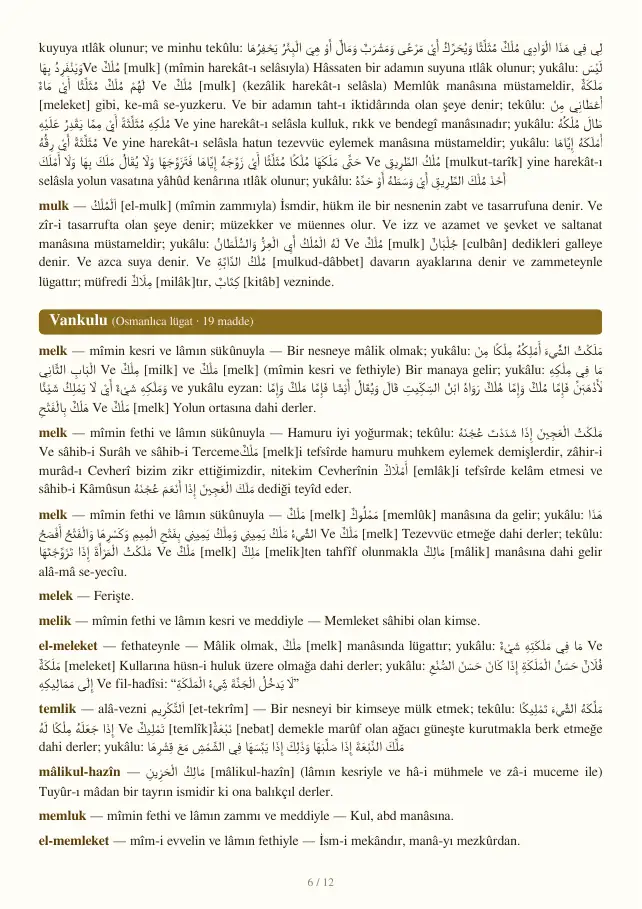 kuyuya ıtlâk olunur; ve minhu tekûlu: لِي فِي هَذَا الْوَادِي مُلْكٌ مُثَلَّثًا وَيُحَرَّكُ أَيْ مَرْعًى وَمَشْرَبٌ وَمَالٌ أَوْ هِيَ الْبِئْرُ يَحْفِرُهَا
وَيَنْفَرِدُ بِهَا Ve مُلْكٌ [mulk] (mîmin harekât-ı selâsıyla) Hâssaten bir adamın suyuna ıtlâk olunur; yukâlu: لَيْسَ
لَهُمْ مُلْكٌ مُثَلَّثًا أَيْ مَاءٌ Ve مُلْكٌ [mulk] (kezâlik harekât-ı selâsla) Memlûk manâsına müstameldir, مَلَكَةٌ
[meleket] gibi, ke-mâ se-yuzkeru. Ve bir adamın taht-ı iktidârında olan şeye denir; tekûlu: أَعْطَانِي مِنْ
مُلْكِهِ مُثَلَّثَةً أَيْ مِمَّا يَقْدِرُ عَلَيْهِ Ve yine harekât-ı selâsla kulluk, rıkk ve bendegî manâsınadır; yukâlu: طَالَ مُلْكُهُ
مُثَلَّثَةً أَيْ رِقُّهُ Ve yine harekât-ı selâsla hatun tezevvüc eylemek manâsına müstameldir; yukâlu: أَمْلَكَهُ إِيَّاهَا
حَتَّى مَلَكَهَا مُلْكًا مُثَلَّثًا أَيْ زَوَّجَهُ إِيَّاهَا فَتَزَوَّجَهَا وَلَا يُقَالُ مَلَكَ بِهَا وَلَا أَمْلَكَ Ve مُلْكُ الطَّرِيقِ [mulkut-tarîk] yine harekât-ı
selâsla yolun vasatına yâhûd kenârına ıtlâk olunur; yukâlu: أَخَذَ مُلْكَ الطَّرِيقِ أَيْ وَسَطَهُ أَوْ حَدَّهُ
mulk — اَلْمُلْكُ [el-mulk] (mîmin zammıyla) İsmdir, hükm ile bir nesnenin zabt ve tasarrufuna denir. Ve
zîr-i tasarrufta olan şeye denir; müzekker ve müennes olur. Ve izz ve azamet ve şevket ve saltanat
manâsına müstameldir; yukâlu: لَهُ الْمُلْكُ أَيِ الْعِزُّ وَالسُّلْطَانُ Ve مُلْكٌ [mulk] جُلْبَانٌ [culbân] dedikleri galleye
denir. Ve azca suya denir. Ve مُلْكُ الدَّابَّةِ [mulkud-dâbbet] davarın ayaklarına denir ve zammeteynle
lügattır; müfredi مِلَاكٌ [milâk]tır, كِتَابٌ [kitâb] vezninde.
Vankulu (Osmanlıca lügat · 19 madde)
melk — mîmin kesri ve lâmın sükûnuyla — Bir nesneye mâlik olmak; yukâlu: مَلَكْتُ الشَّيْءَ أَمْلِكُهُ مِلْكًا مِنَ
الْبَابِ الثَّانِي Ve مِلْكٌ [milk] ve مَلْكٌ [melk] (mîmin kesri ve fethiyle) Bir manaya gelir; yukâlu: مَا فِي مِلْكِهِ
وَمَلْكِهِ شَيْءٌ أَيْ لَا يَمْلِكُ شَيْئًا ve yukâlu eyzan: لَأَذْهَبَنَّ فَإِمَّا مُلْكٌ وَإِمَّا هُلْكٌ رَوَاهُ ابْنُ السِّكِّيتِ قَالَ وَيُقَالُ أَيْضًا فَإِمَّا مَلْكٌ وَإِمَّا
هَلْكٌ بِالْفَتْحِ Ve مَلْكٌ [melk] Yolun ortasına dahi derler.
melk — mîmin fethi ve lâmın sükûnuyla — Hamuru iyi yoğurmak; tekûlu: مَلَكْتُ الْعَجِينَ إِذَا شَدَدْتَ عَجْنَهُ
Ve sâhib-i Surâh ve sâhib-i Terceme مَلْكٌ [melk]i tefsîrde hamuru muhkem eylemek demişlerdir, zâhir-i
murâd-ı Cevherî bizim zikr ettiğimizdir, nitekim Cevherînin أَمْلَاكٌ [emlâk]i tefsîrde kelâm etmesi ve
sâhib-i Kâmûsun مَلَكَ الْعَجِينَ إِذَا أَنْعَمَ عَجْنَهُ dediği teyîd eder.
melk — mîmin fethi ve lâmın sükûnuyla — مَلْكٌ [melk] مَمْلُوكٌ [memlûk] manâsına da gelir; yukâlu: هَذَا
الشَّيْءُ مَلْكُ يَمِينِي وَمِلْكُ يَمِينِي بِفَتْحِ الْمِيمِ وَكَسْرِهَا وَالْفَتْحُ أَفْصَحُ Ve مَلْكٌ [melk] Tezevvüc etmeğe dahi derler; tekûlu:
مَلَكْتُ الْمَرْأَةَ إِذَا تَزَوَّجْتَهَا Ve مَلْكٌ [melk] مَلِكٌ [melik]ten tahfîf olunmakla مَالِكٌ [mâlik] manâsına dahi gelir
alâ-mâ se-yecîu.
melek — Ferişte.
melik — mîmin fethi ve lâmın kesri ve meddiyle — Memleket sâhibi olan kimse.
el-meleket — fethateynle — Mâlik olmak, مَلْكٌ [melk] manâsında lügattır; yukâlu: مَا فِي مَلَكَتِهِ شَيْءٌ Ve
مَلَكَةٌ [meleket] Kullarına hüsn-i huluk üzere olmağa dahi derler; yukâlu: فُلَانٌ حَسَنُ الْمَلَكَةِ إِذَا كَانَ حَسَنَ الصُّنْعِ
إِلَى مَمَالِيكِهِ Ve fil-hadîsi: “لَا يَدْخُلُ الْجَنَّةَ سَيِّءُ الْمَلَكَةِ”
temlik — alâ-vezni التَّكْرِيم [et-tekrîm] — Bir nesneyi bir kimseye mülk etmek; tekûlu: مَلَّكَهُ الشَّيْءَ تَمْلِيكًا
إِذَا جَعَلَهُ مِلْكًا لَهُ Ve تَمْلِيكٌ [temlîk] نَبْعَةٌ [nebat] demekle marûf olan ağacı güneşte kurutmakla berk etmeğe
dahi derler; yukâlu: مَلَّكَ النَّبْعَةَ إِذَا صَلَّبَهَا وَذَلِكَ إِذَا يَبَّسَهَا فِي الشَّمْسِ مَعَ قِشْرِهَا
mâlikul-hazîn — مَالِكُ الْحَزِينِ [mâlikul-hazîn] (lâmın kesriyle ve hâ-i mühmele ve zâ-i muceme ile)
Tuyûr-ı mâdan bir tayrın ismidir ki ona balıkçıl derler.
memluk — mîmin fethi ve lâmın zammı ve meddiyle — Kul, abd manâsına.
el-memleket — mîm-i evvelin ve lâmın fethiyle — İsm-i mekândır, manâ-yı mezkûrdan.
6 / 12